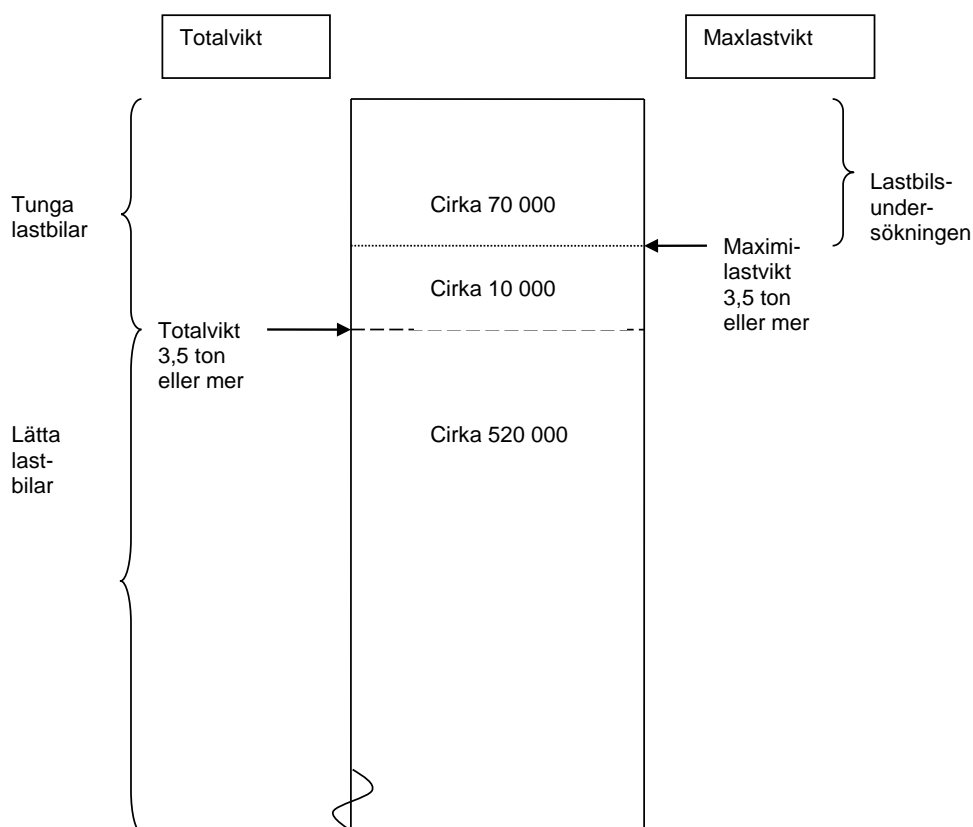 Totalvikt
Maxlastvikt
Tunga
lastbilar
Cirka 70 000
Lastbils-
under-
sökningen
Maximi-
lastvikt
3,5 ton
eller mer
Cirka 10 000
Totalvikt
3,5 ton
eller mer
Lätta
last-
bilar
Cirka 520 000